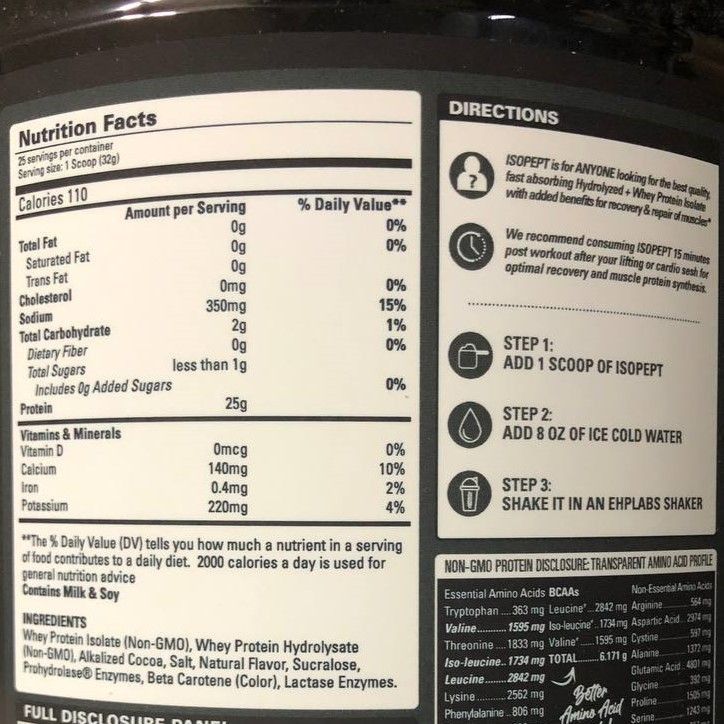 Nutrition Facts
25 servings per container
Serving size: 1 Scoop (32g)
Calories 110
Amount per Serving % Daily Value**
Total Fat 0g 0%
Saturated Fat 0g 0%
Trans Fat 0g
Cholesterol 0mg 0%
Sodium 350mg 15%
Total Carbohydrate 2g 1%
Dietary Fiber 0g 0%
Total Sugars less than 1g
Includes 0g Added Sugars 0%
Protein 25g
Vitamins & Minerals
Vitamin D 0mcg 0%
Calcium 140mg 10%
Iron 0.4mg 2%
Potassium 220mg 4%
**The % Daily Value (DV) tells you how much a nutrient in a serving
of food contributes to a daily diet. 2000 calories a day is used for
general nutrition advice
Contains Milk & Soy
INGREDIENTS
Whey Protein Isolate (Non-GMO), Whey Protein Hydrolysate
(Non-GMO), Alkalized Cocoa, Salt, Natural Flavor, Sucralose,
Prohydrolase® Enzymes, Beta Carotene (Color), Lactase Enzymes.
FULL DISCLOSURE PANEL
DIRECTIONS
ISOPEPT is for ANYONE looking for the best quality,
fast absorbing Hydrolyzed + Whey Protein Isolate
with added benefits for recovery & repair of muscles*
We recommend consuming ISOPEPT 15 minutes
post workout after your lifting or cardio sesh for
optimal recovery and muscle protein synthesis.
STEP 1:
ADD 1 SCOOP OF ISOPEPT
STEP 2:
ADD 8 OZ OF ICE COLD WATER
STEP 3:
SHAKE IT IN AN EHPLABS SHAKER
NON-GMO PROTEIN DISCLOSURE: TRANSPARENT AMINO ACID PROFILE
Essential Amino Acids
Tryptophan .... 363 mg
Valine .......... 1595 mg
Threonine .... 1833 mg
Iso-leucine.. 1734 mg
Leucine ........ 2842 mg
Lysine .......... 2562 mg
Phenylalanine .. 806 mg
BCAAs
Leucine* .. 2842 mg
Iso-leucine* .. 1734 mg
Valine* .... 1595 mg
TOTAL ...... 6.171 g
Better
Amino Acid
Non-Essential Amino Acids
Arginine ........ 564 mg
Aspartic Acid .. 2974 mg
Cystine ........ 597 mg
Alanine ........ 1372 mg
Glutamic Acid .. 4801 mg
Glycine ........ 392 mg
Proline ........ 1505 mg
Serine ........ 1243 mg